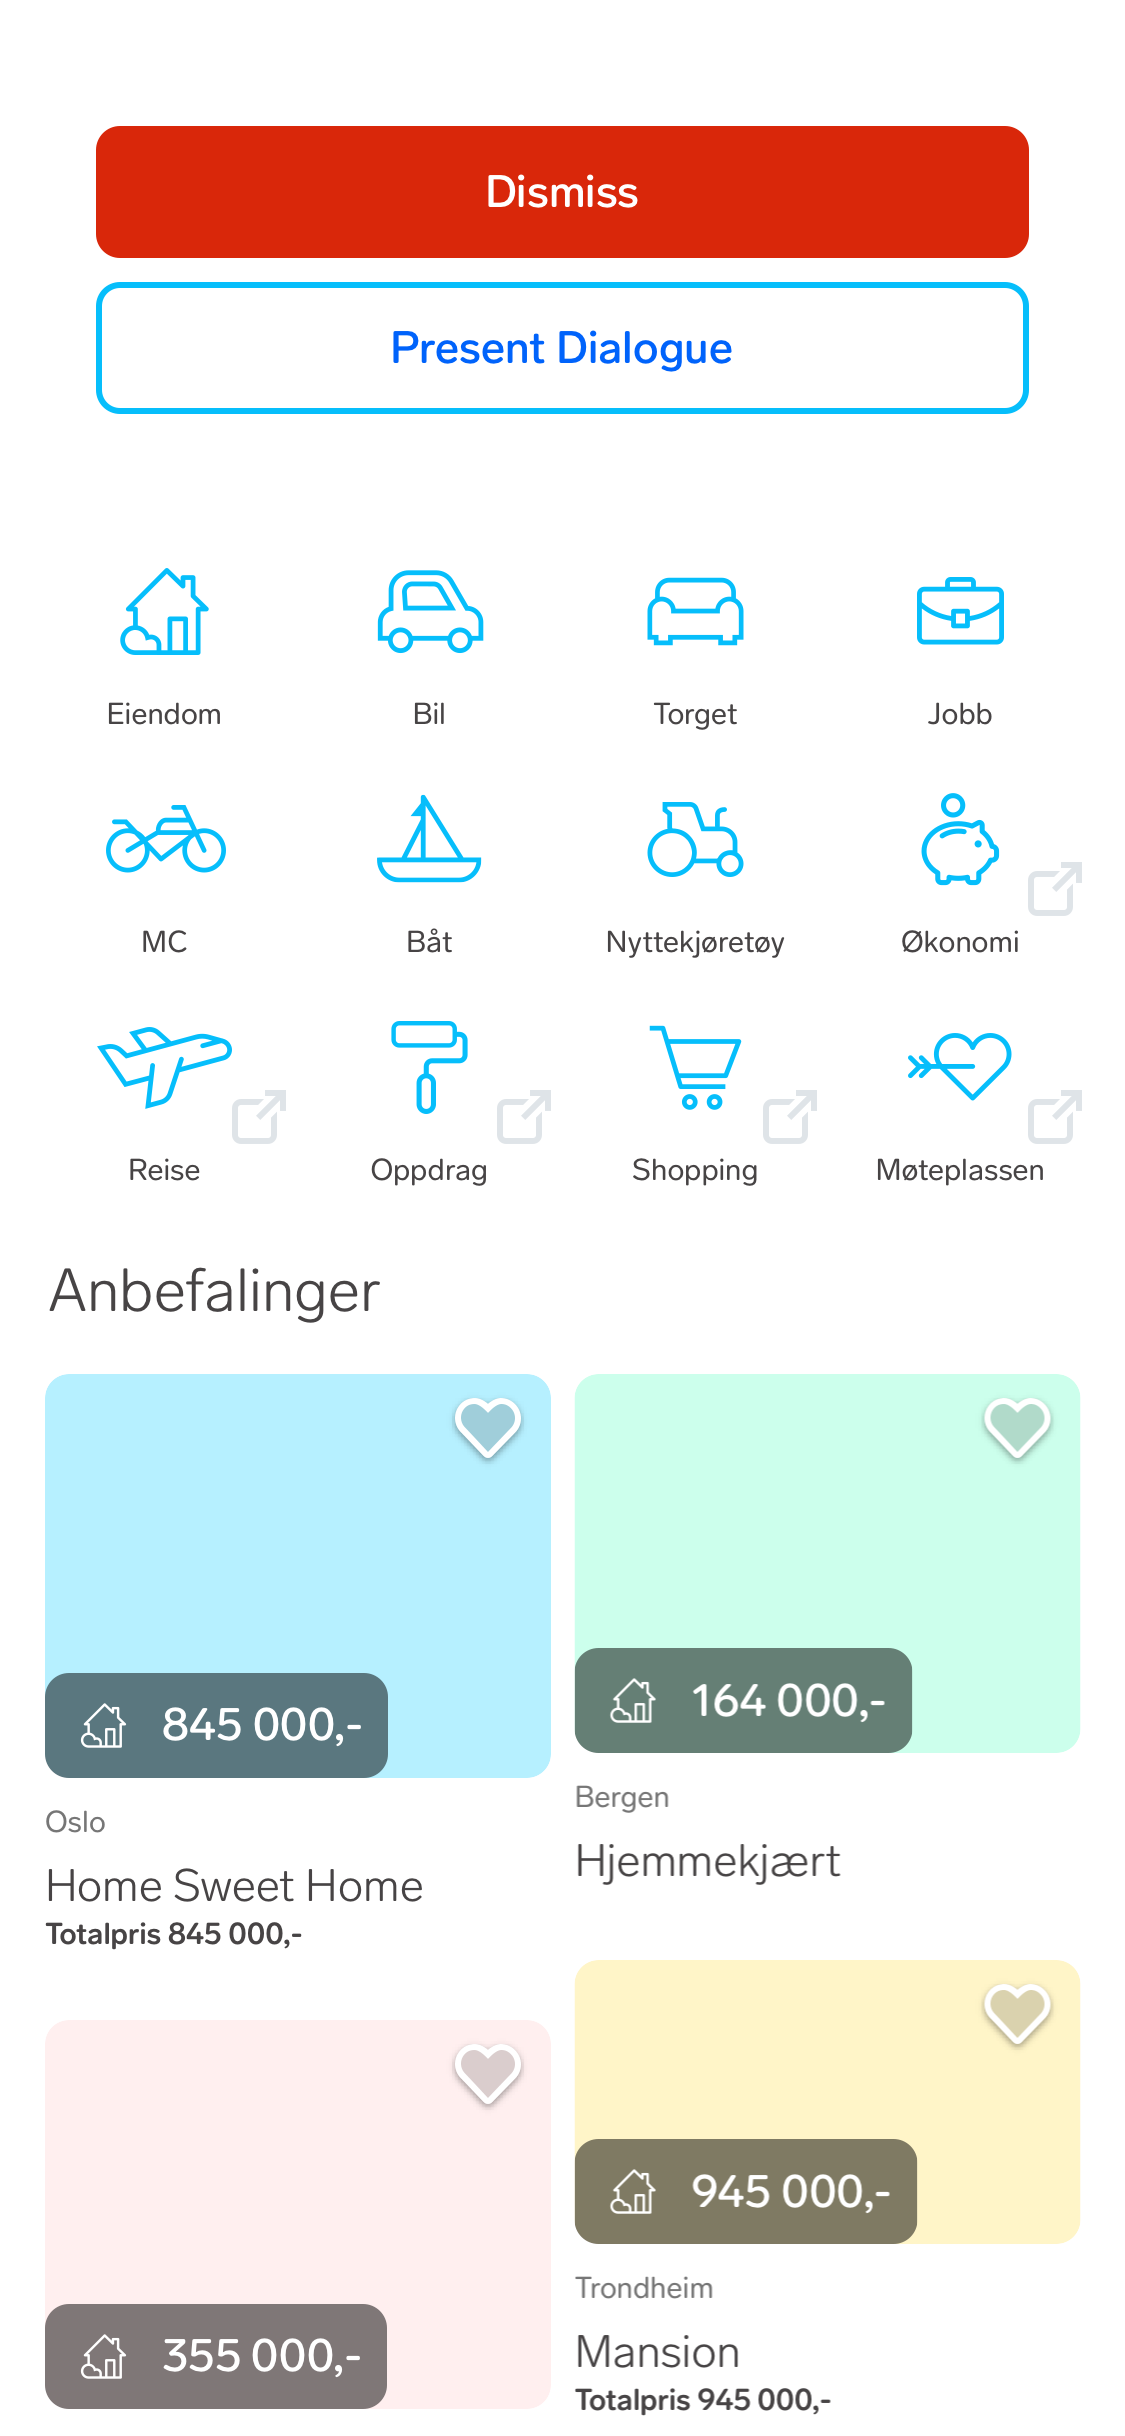 Dismiss
Present Dialogue
Eiendom
Bil
Torget
Jobb
MC
Båt
Nyttekjøretøy
Økonomi
Reise
Oppdrag
Shopping
Møteplassen
Anbefalinger
845 000,-
Oslo
Home Sweet Home
Totalpris 845 000,-
164 000,-
Bergen
Hjemmekjært
355 000,-
945 000,-
Trondheim
Mansion
Totalpris 945 000,-